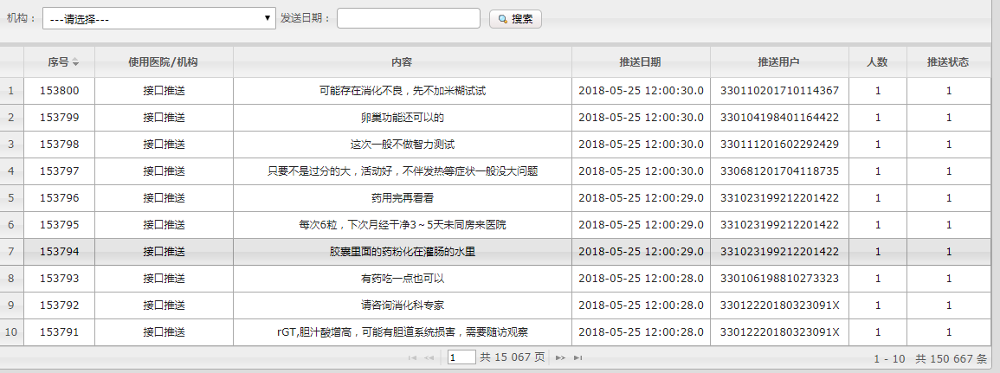 机构： ---请选择--- 发送日期： 搜索
序号 使用医院/机构 内容 推送日期 推送用户 人数 推送状态
1 153800 接口推送 可能存在消化不良，先不加米糊试试 2018-05-25 12:00:30.0 330110201710114367 1 1
2 153799 接口推送 卵巢功能还可以的 2018-05-25 12:00:30.0 330104198401164422 1 1
3 153798 接口推送 这次一般不做智力测试 2018-05-25 12:00:30.0 330111201602292429 1 1
4 153797 接口推送 只要不是过分的大，活动好，不伴发热等症状一般没大问题 2018-05-25 12:00:30.0 330681201704118735 1 1
5 153796 接口推送 药用完再看看 2018-05-25 12:00:29.0 331023199212201422 1 1
6 153795 接口推送 每次6粒，下次月经干净3～5天未同房来医院 2018-05-25 12:00:29.0 331023199212201422 1 1
7 153794 接口推送 胶囊里面的药粉化在灌肠的水里 2018-05-25 12:00:29.0 331023199212201422 1 1
8 153793 接口推送 有药吃一点也可以 2018-05-25 12:00:28.0 330106198810273323 1 1
9 153792 接口推送 请咨询消化科专家 2018-05-25 12:00:28.0 33012220180323091X 1 1
10 153791 接口推送 rGT,胆汁酸增高，可能有胆道系统损害，需要随访观察 2018-05-25 12:00:28.0 33012220180323091X 1 1
1 共 15 067 页 1 - 10 共 150 667 条